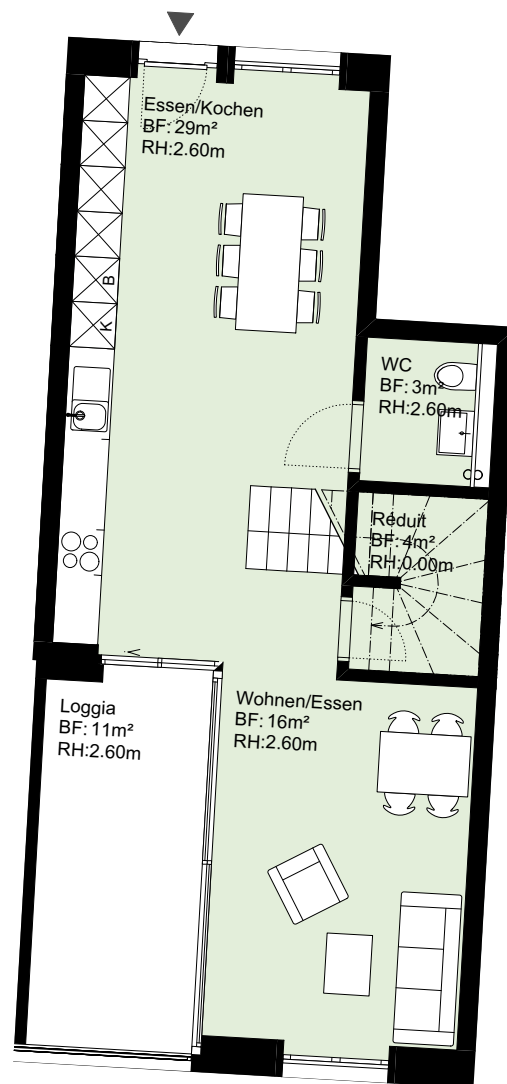 Essen/Kochen
BF: 29m²
RH:2.60m
B
K
WC
BF: 3m²
RH:2.60m
Reduit
BF: 4m²
RH:0.00m
Loggia
BF: 11m²
RH:2.60m
Wohnen/Essen
BF: 16m²
RH:2.60m